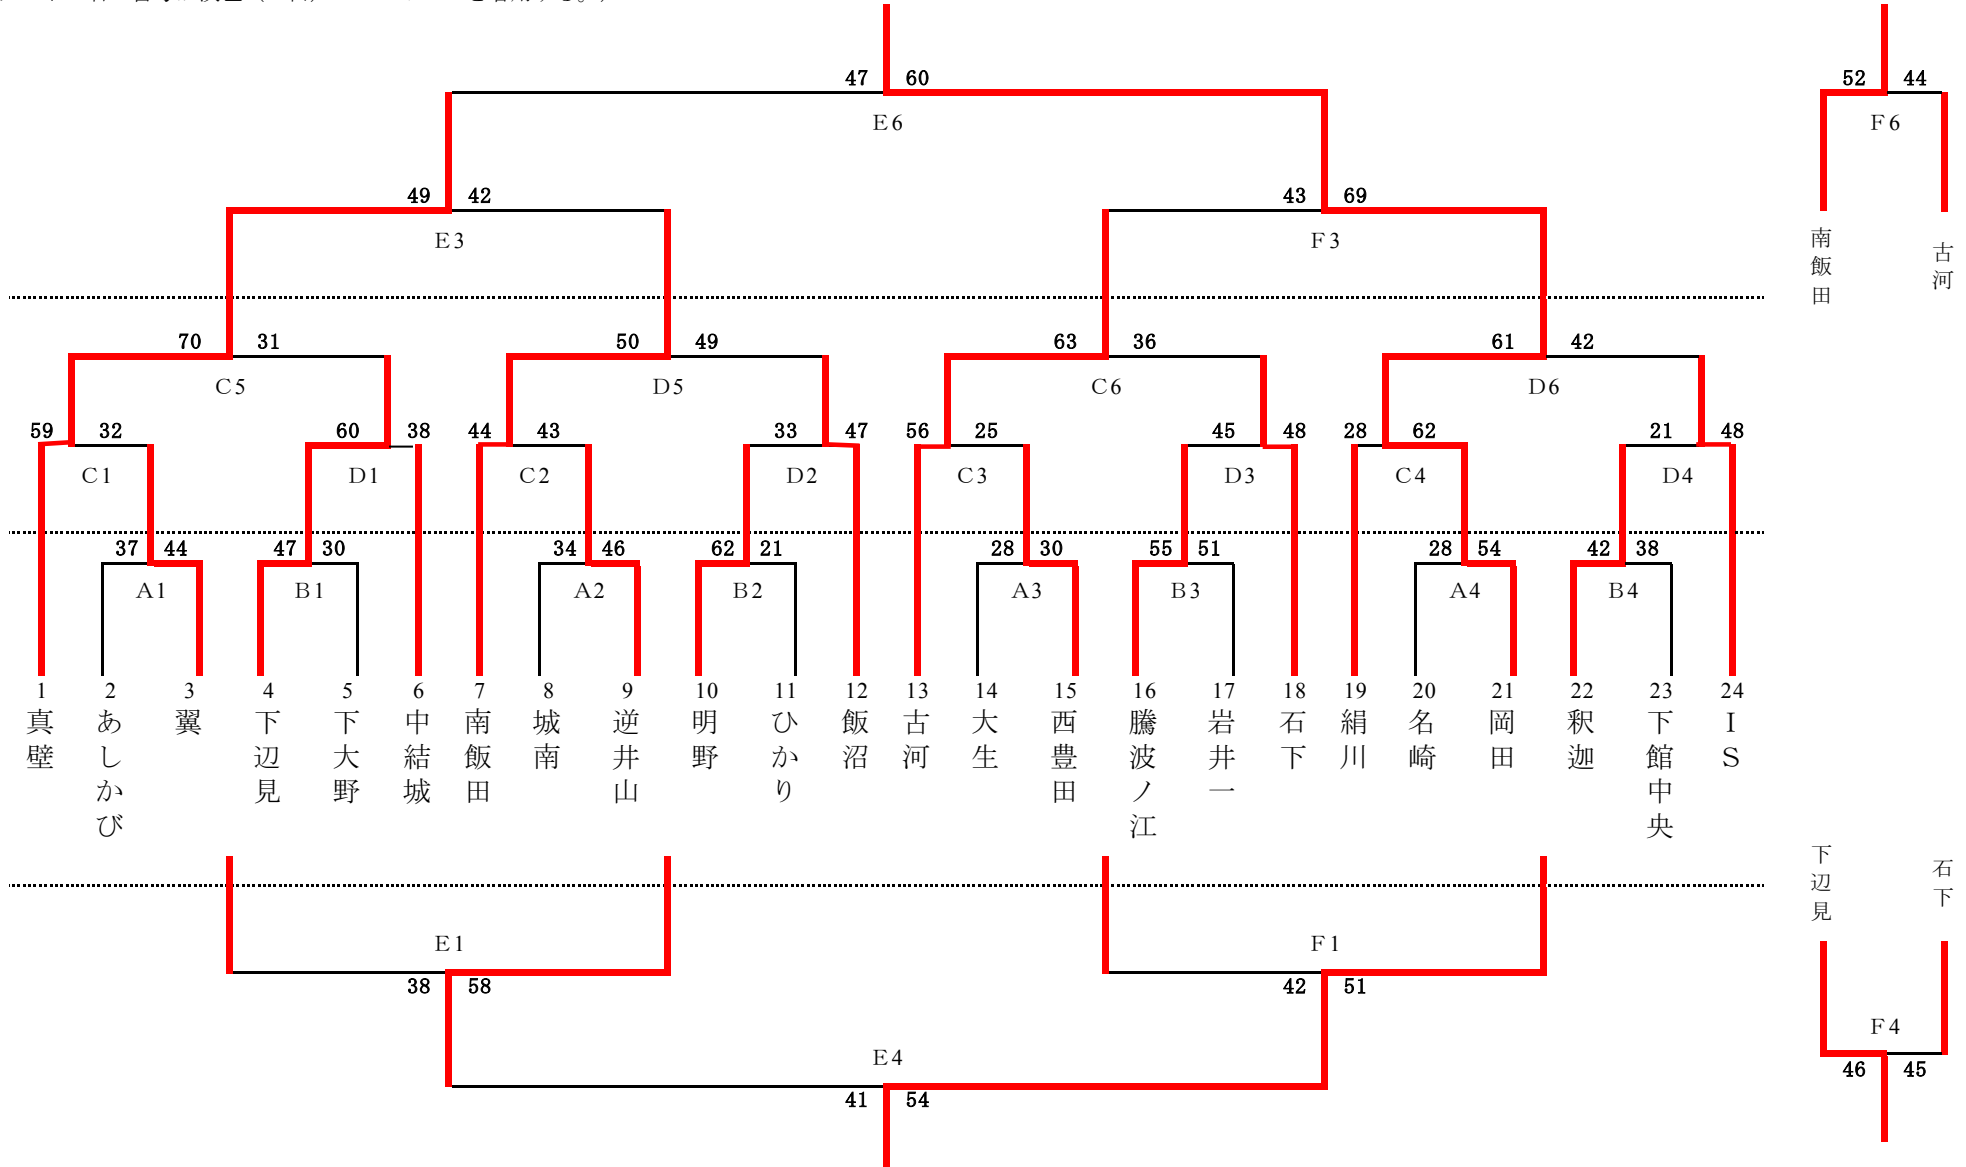 47 60
52 44
E6
F6
49 42
43 69
E3
F3
南飯田
古河
70 31
50 49
63 36
61 42
C5
D5
C6
D6
59 32
60 38
44 43
33 47
56 25
45 48
28 62
21 48
C1
D1
C2
D2
C3
D3
C4
D4
37 44
47 30
34 46
62 21
28 30
55 51
28 54
42 38
A1
B1
A2
B2
A3
B3
A4
B4
1 真壁
2 あしかび
3 翼
4 下辺見
5 下大野
6 中結城
7 南飯田
8 城南
9 逆井山
10 明野
11 ひかり
12 飯沼
13 古河
14 大生
15 西豊田
16 騰波ノ江
17 岩井一
18 石下
19 絹川
20 名崎
21 岡田
22 釈迦
23 下館中央
24 IS
下辺見
石下
E1
F1
38 58
42 51
F4
E4
46 45
41 54